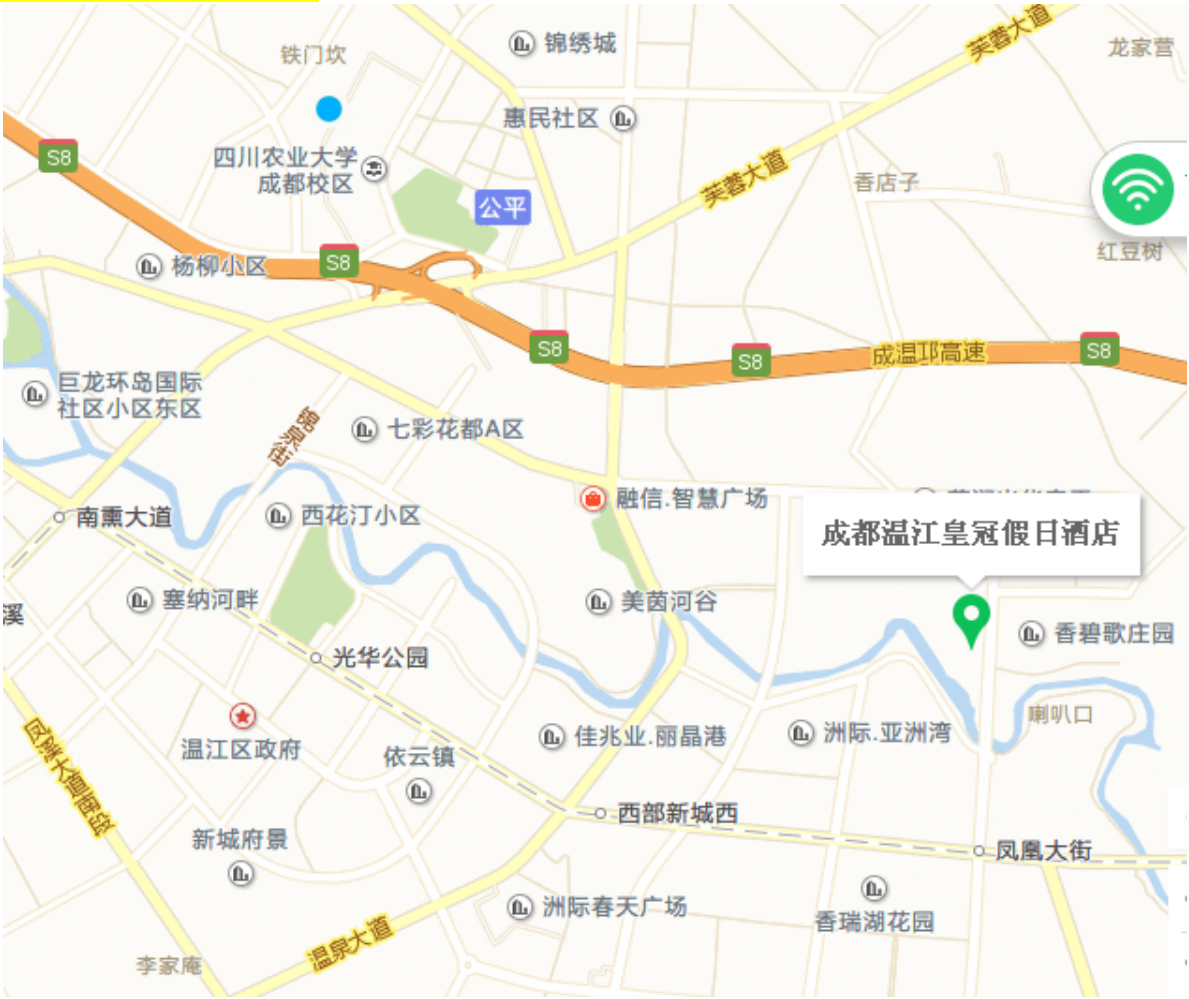 铁门坎
锦绣城
芙蓉大道
龙家营
惠民社区
S8
四川农业大学
成都校区
芙蓉大道
香店子
公平
红豆树
杨柳小区
S8
S8
S8
成温邛高速
S8
巨龙环岛国际
社区小区东区
锦泉街
七彩花都A区
融信.智慧广场
南熏大道
西花汀小区
成都温江皇冠假日酒店
塞纳河畔
美茵河谷
溪
香碧歌庄园
光华公园
喇叭口
温江区政府
佳兆业.丽晶港
洲际.亚洲湾
凤溪大道南段
依云镇
西部新城西
新城府景
凤凰大街
洲际春天广场
香瑞湖花园
温泉大道
李家庵